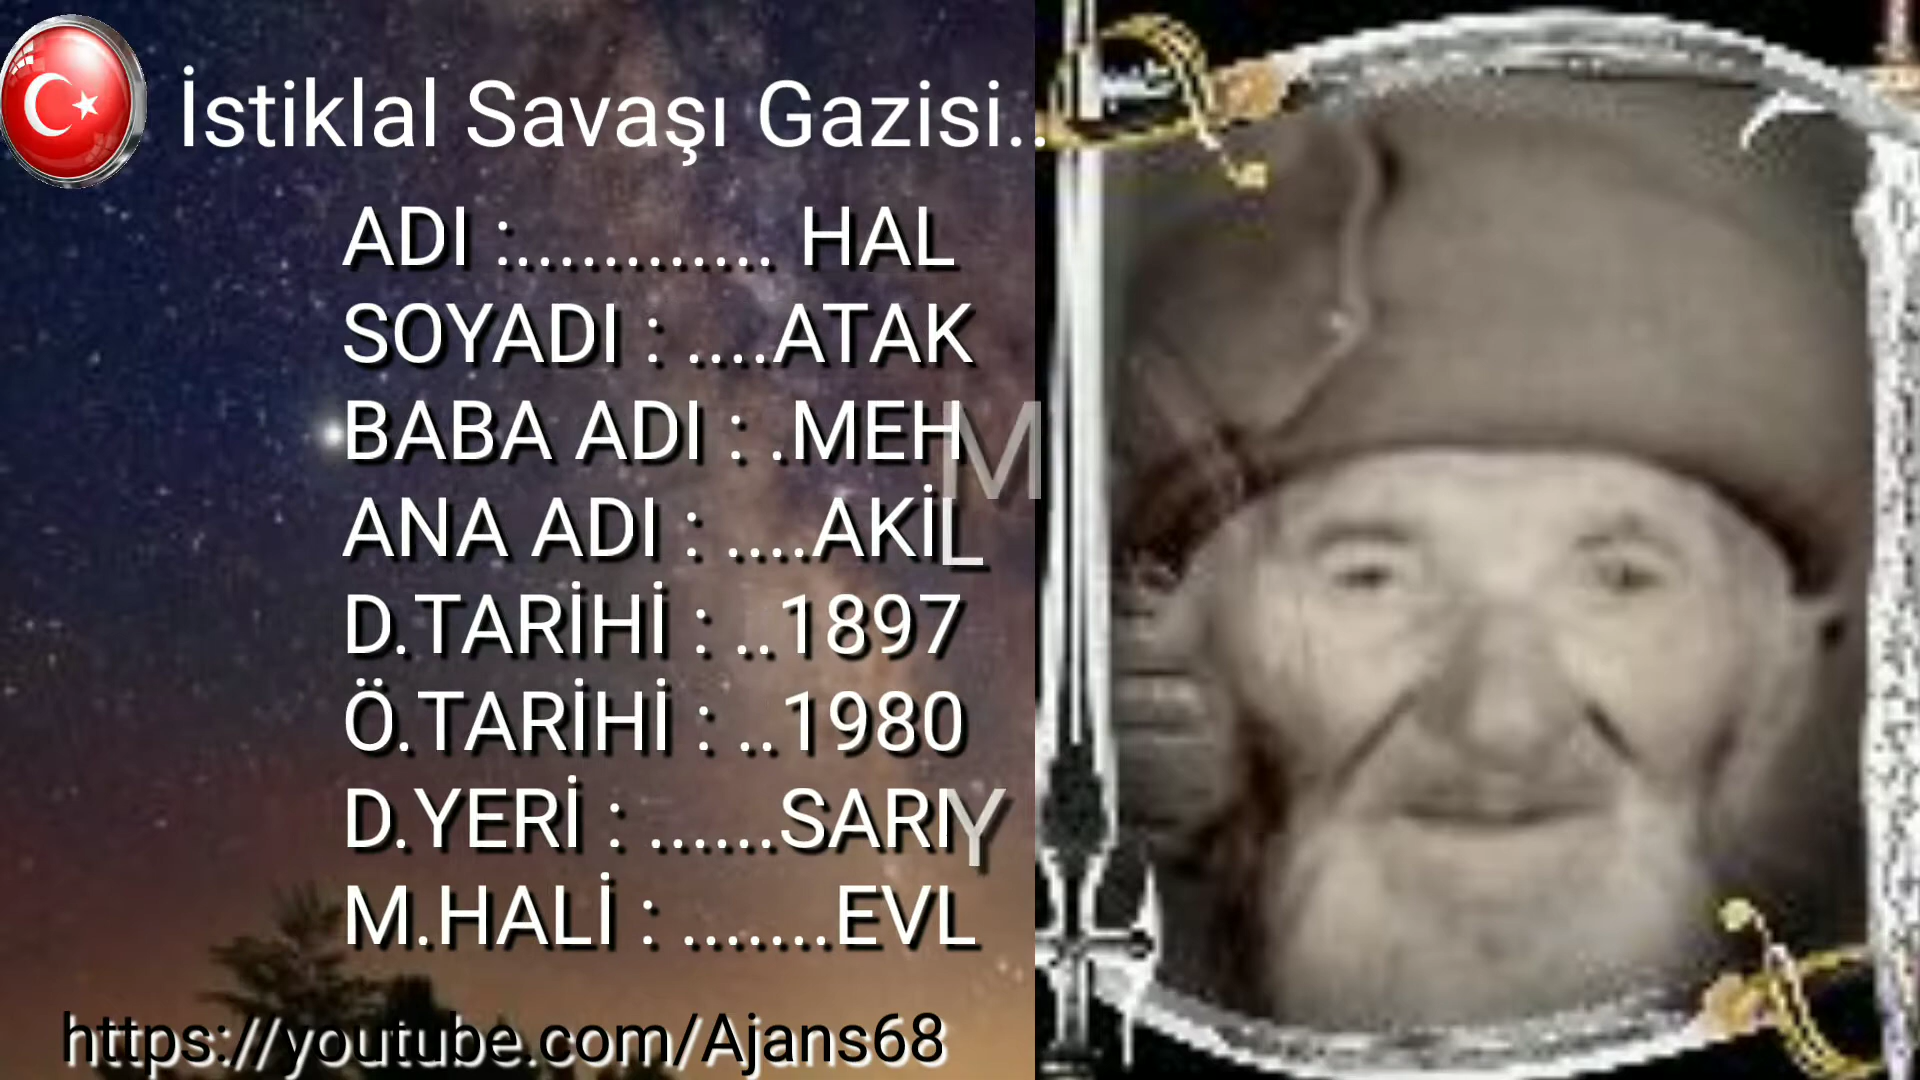 İstiklal Savaşı Gazisi..
ADI :............ HAL
SOYADI : ....ATAK
BABA ADI : .MEHM
ANA ADI : ....AKİL
D.TARİHİ : ..1897
Ö.TARİHİ : ..1980
D.YERİ : ......SARIY
M.HALİ : .......EVL
https://youtube.com/Ajans68